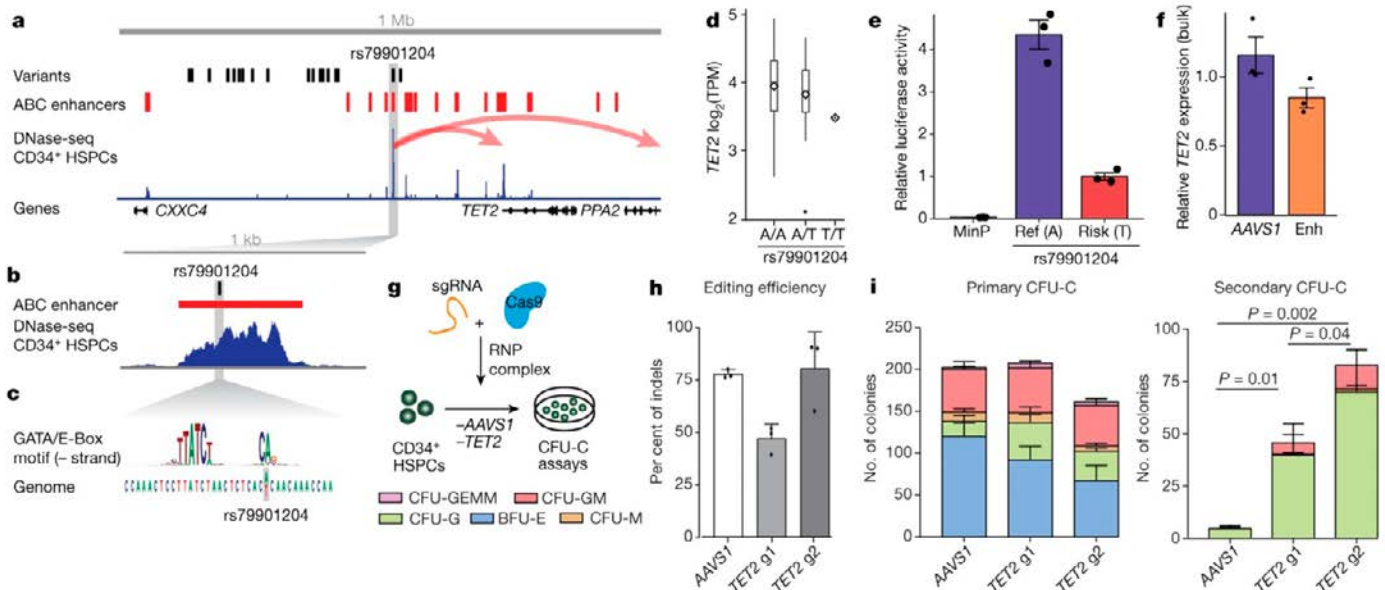 a
1 Mb
rs79901204
Variants
ABC enhancers
DNase-seq
CD34⁺ HSPCs
Genes
CXXC4
TET2
PPA2
1 kb
b
rs79901204
ABC enhancer
DNase-seq
CD34⁺ HSPCs
c
GATA/E-Box
motif (– strand)
Genome
CCAAACTCCTTATCTAACTCTCACACAACAAACCAA
rs79901204
d
TET2 log₂(TPM)
5
4
3
2
A/A A/T T/T
rs79901204
e
Relative luciferase activity
4
3
2
1
0
MinP Ref (A) Risk (T)
rs79901204
f
Relative TET2 expression (bulk)
1.0
0.5
0
AAVS1 Enh
g
sgRNA
Cas9
+
RNP
complex
–AAVS1
–TET2
CD34⁺
HSPCs
CFU-C
assays
CFU-GEMM CFU-GM
CFU-G BFU-E CFU-M
h
Editing efficiency
Per cent of indels
100
75
50
25
0
AAVS1 TET2 g1 TET2 g2
i
Primary CFU-C
No. of colonies
250
200
150
100
50
0
AAVS1 TET2 g1 TET2 g2
Secondary CFU-C
No. of colonies
100
75
50
25
0
P = 0.002
P = 0.04
P = 0.01
AAVS1 TET2 g1 TET2 g2